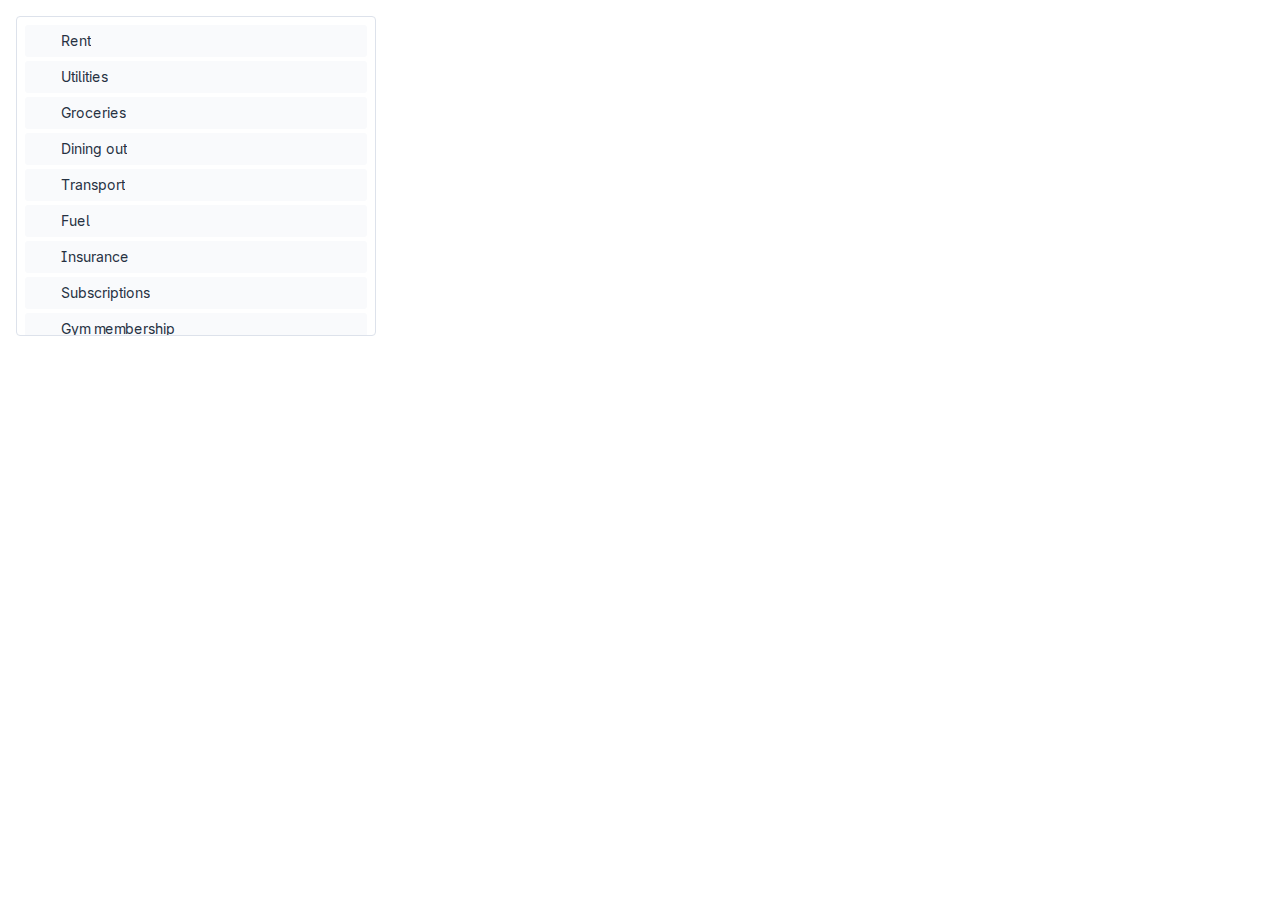 Rent
Utilities
Groceries
Dining out
Transport
Fuel
Insurance
Subscriptions
Gym membership